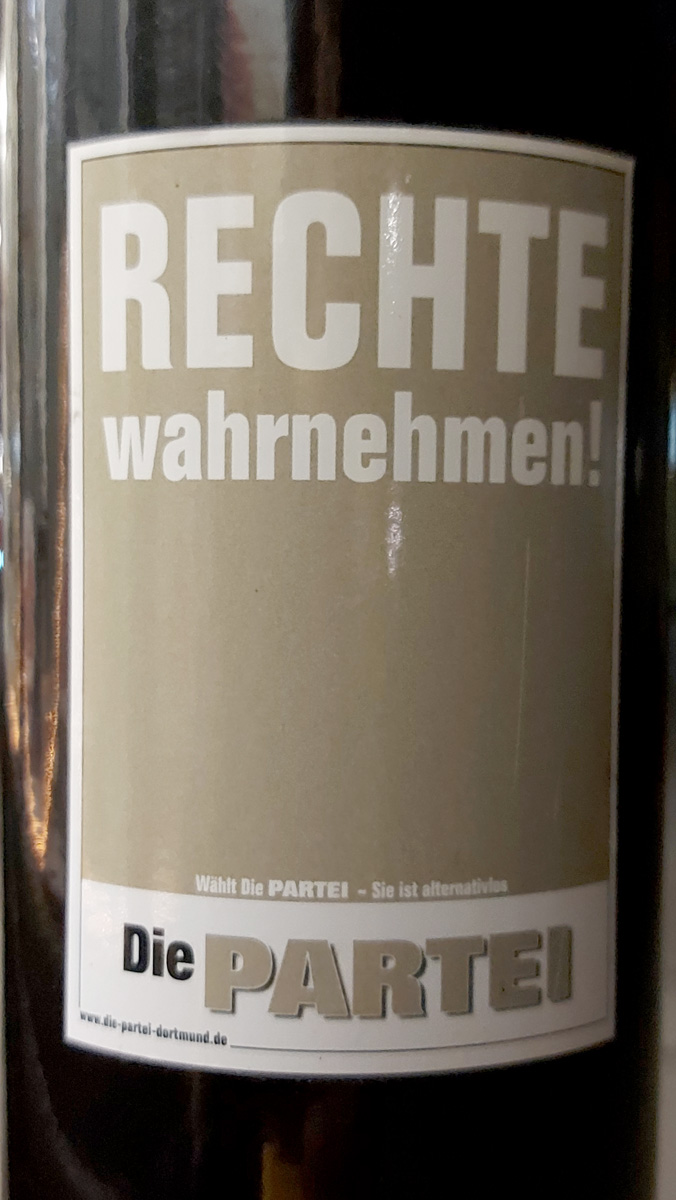 RECHTE
wahrnehmen!
Wählt Die PARTEI - Sie ist alternativlos
Die PARTEI
www.die-partei-dortmund.de